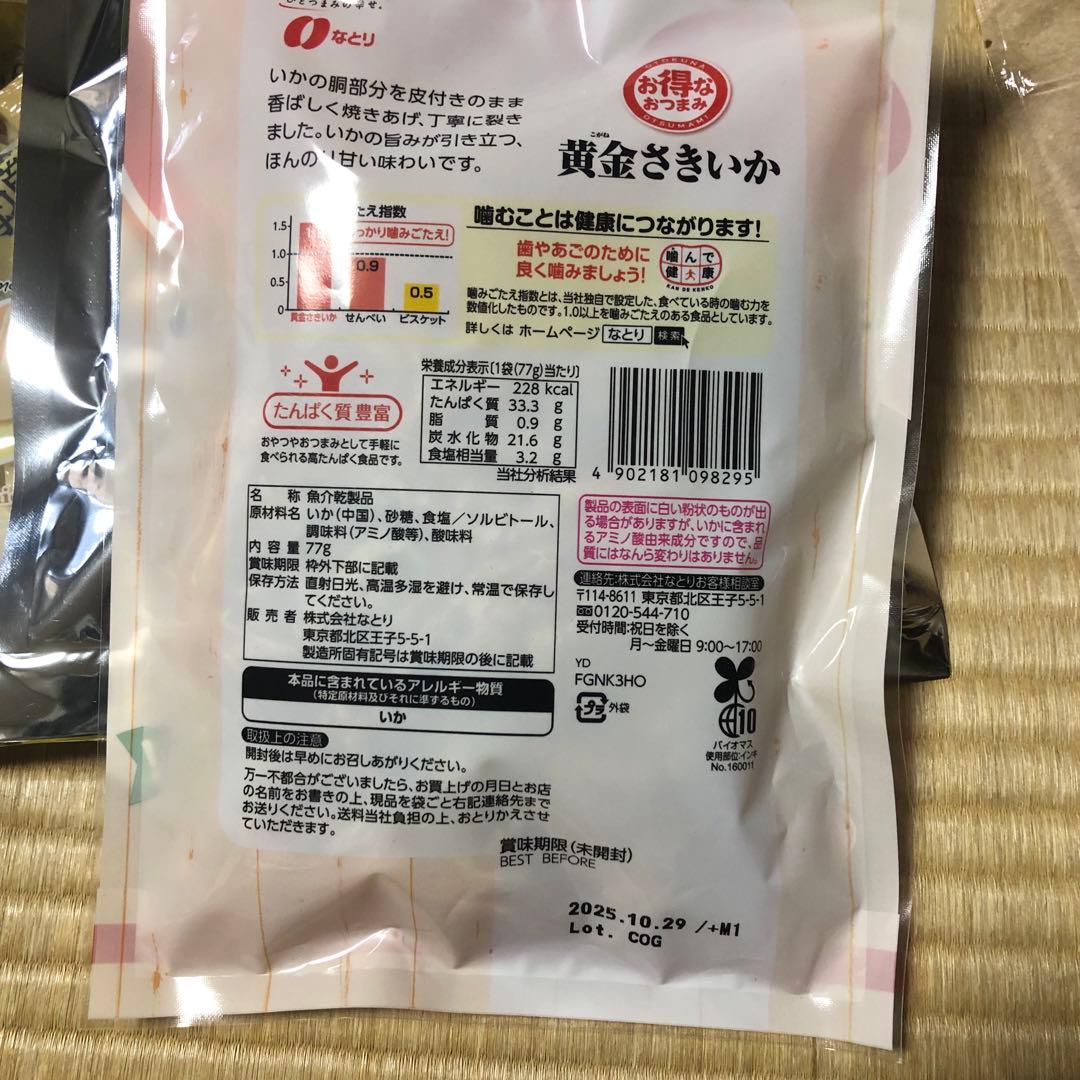 ひとつまみの幸せ。
なとり
いかの胴部分を皮付きのまま
香ばしく焼きあげ、丁寧に裂き
ました。いかの旨みが引き立つ、
ほんのり甘い味わいです。
OTOKUNA
お得な
おつまみ
OTSUMAMI
こがね
黄金さきいか
たえ指数
1.5
1.0
0.5
0
っかり噛みごたえ!
0.9
0.5
黄金さきいか せんべい ビスケット
噛むことは健康につながります!
歯やあごのために
良く噛みましょう!
噛んで
健康
KAN DE KENKO
噛みごたえ指数とは、当社独自で設定した、食べている時の噛む力を
数値化したものです。1.0以上を噛みごたえのある食品としています。
詳しくは ホームページ なとり 検索
たんぱく質 豊富
おやつやおつまみとして手軽に
食べられる高たんぱく食品です。
栄養成分表示〔1袋(77g)当たり〕
エネルギー 228 kcal
たんぱく質 33.3 g
脂質 0.9 g
炭水化物 21.6 g
食塩相当量 3.2 g
当社分析結果
4 902181 098295
名称 魚介乾製品
原材料名 いか(中国)、砂糖、食塩/ソルビトール、
調味料(アミノ酸等)、酸味料
内容量 77g
賞味期限 枠外下部に記載
保存方法 直射日光、高温多湿を避け、常温で保存し
てください。
販売者 株式会社なとり
東京都北区王子5-5-1
製造所固有記号は賞味期限の後に記載
本品に含まれているアレルギー物質
(特定原材料及びそれに準ずるもの)
いか
取扱上の注意
開封後は早めにお召しあがりください。
万一不都合がございましたら、お買上げの月日とお店
の名前をお書きの上、現品を袋ごと右記連絡先まで
お送りください。送料当社負担の上、おとりかえさせ
ていただきます。
製品の表面に白い粉状のものが出
る場合がありますが、いかに含まれ
るアミノ酸由来成分ですので、品
質にはなんら変わりはありません。
連絡先:株式会社なとりお客様相談室
〒114-8611 東京都北区王子5-5-1
0120-544-710
受付時間:祝日を除く
月〜金曜日 9:00〜17:00
YD
FGNK3HO
プラ 外袋
10
バイオマス
使用部位:インキ
No.160011
賞味期限(未開封)
BEST BEFORE
2025.10.29 /+M1
Lot. COG